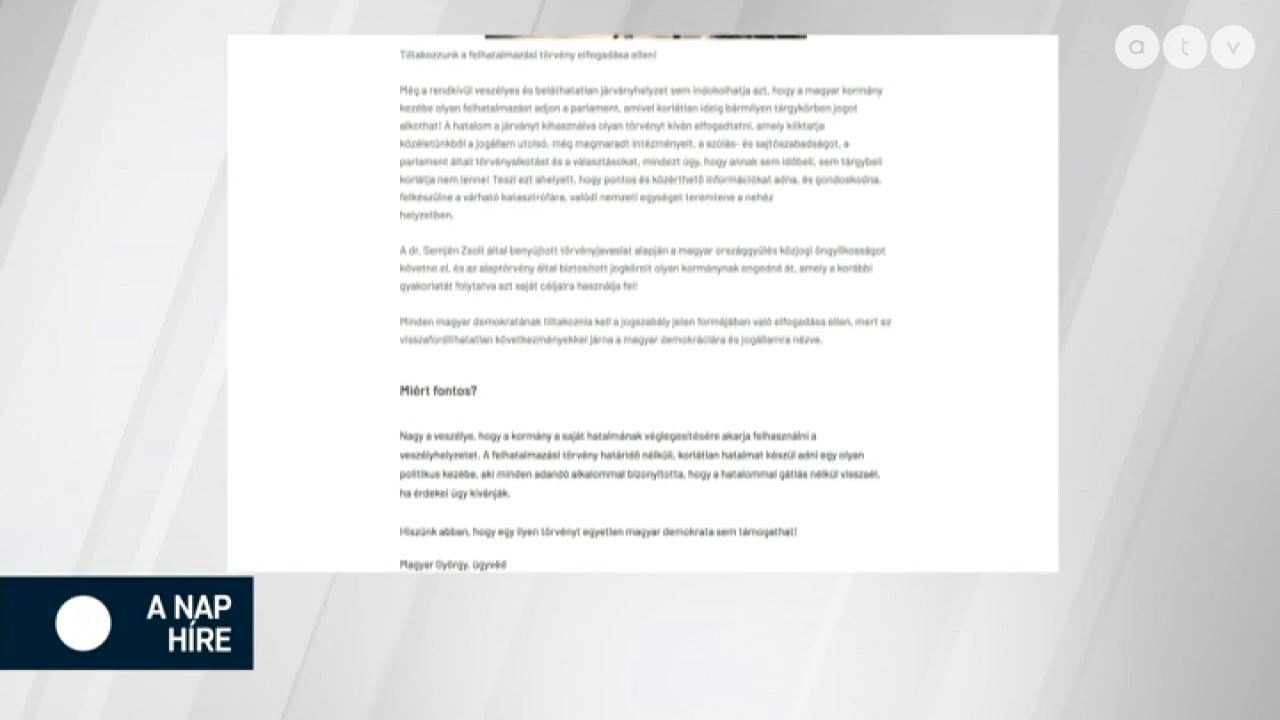 a t v
Tiltakozzunk a felhatalmazási törvény elfogadása ellen!
Még a rendkívül veszélyes és beláthatatlan járványhelyzet sem indokolhatja azt, hogy a magyar kormány
kezébe olyan felhatalmazást adjon a parlament, amivel korlátlan ideig bármilyen tárgykörben jogot
alkothat! A hatalom a járványt kihasználva olyan törvényt kíván elfogadtatni, amely kiiktatja
közéletünkből a jogállam utolsó, még megmaradt intézményeit, a szólás- és sajtószabadságot, a
parlament általi törvényalkotást és a választásokat, mindezt úgy, hogy annak sem időbeli, sem tárgybeli
korlátja nem lenne! Teszi ezt ahelyett, hogy pontos és közérthető információkat adna, és gondoskodna,
felkészülne a várható katasztrófára, valódi nemzeti egységet teremtene a nehéz
helyzetben.
A dr. Semjén Zsolt által benyújtott törvényjavaslat alapján a magyar országgyűlés közjogi öngyilkosságot
követne el, és az alaptörvény által biztosított jogköreit olyan kormánynak engedné át, amely a korábbi
gyakorlatát folytatva azt saját céljaira használja fel!
Minden magyar demokratának tiltakoznia kell a jogszabály jelen formájában való elfogadása ellen, mert ez
visszafordíthatatlan következményekkel járna a magyar demokráciára és jogállamra nézve.
Miért fontos?
Nagy a veszélye, hogy a kormány a saját hatalmának véglegesítésére akarja felhasználni a
veszélyhelyzetet. A felhatalmazási törvény határidő nélküli, korlátlan hatalmat készül adni egy olyan
politikus kezébe, aki minden adandó alkalommal bizonyította, hogy a hatalommal gátlás nélkül visszaél,
ha érdekei úgy kívánják.
Hiszünk abban, hogy egy ilyen törvényt egyetlen magyar demokrata sem támogathat!
Magyar György, ügyvéd
A NAP
HÍRE